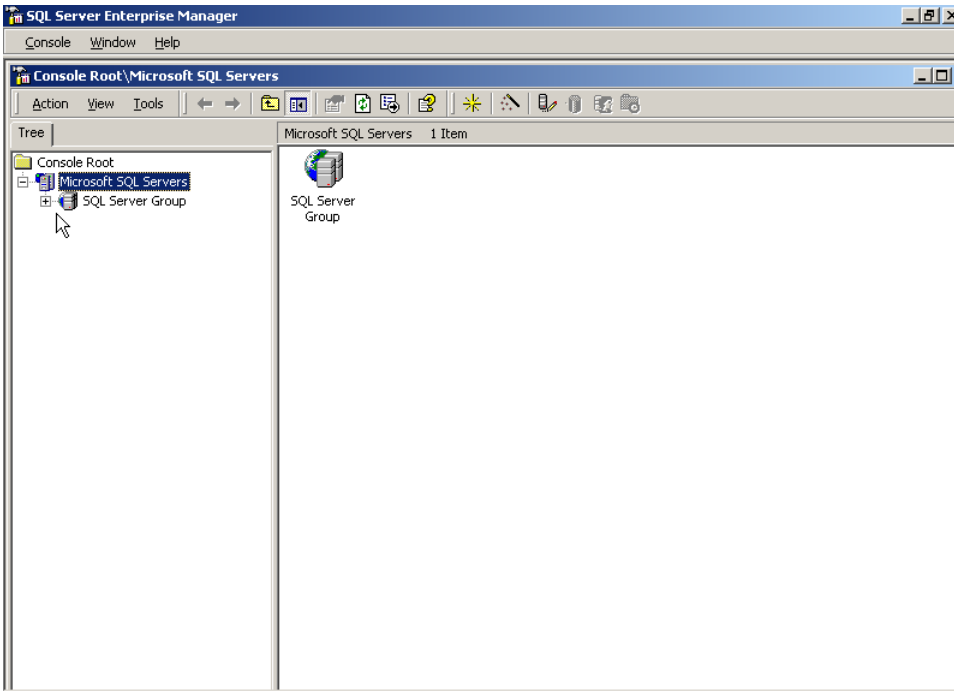 SQL Server Enterprise Manager
Console Window Help
Console Root\Microsoft SQL Servers
Action View Tools
Tree
Microsoft SQL Servers 1 Item
Console Root
Microsoft SQL Servers
SQL Server Group
SQL Server
Group